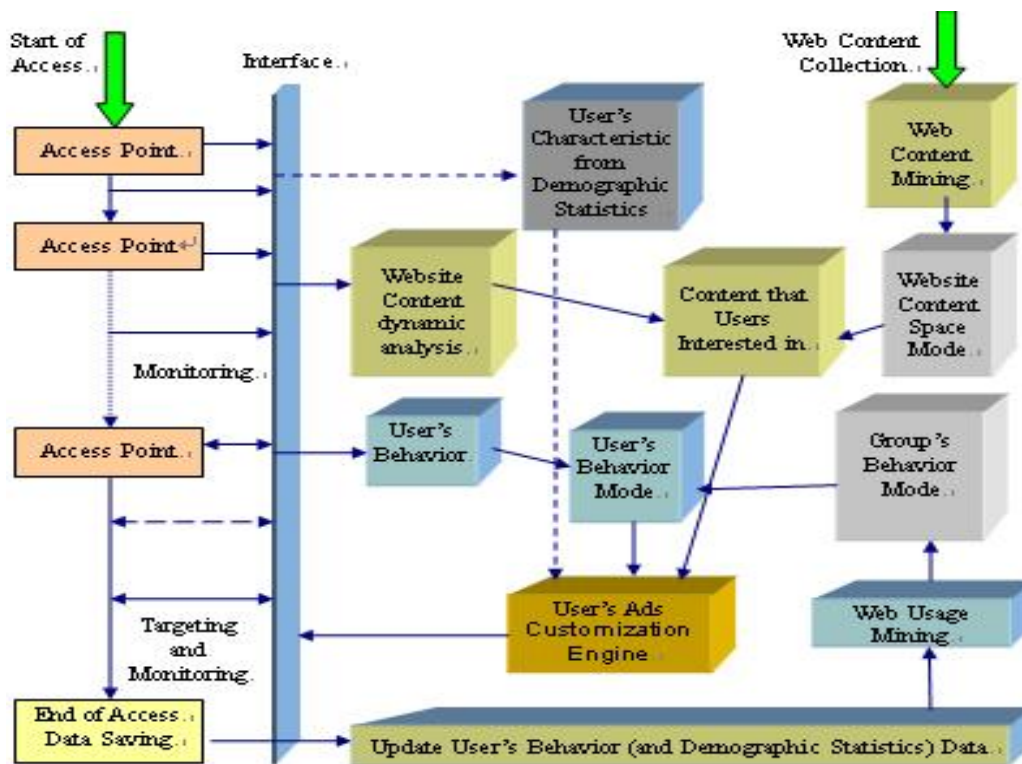 Start of
Access.
Interface.
Web Content
Collection.
Access Point.
User's
Characteristic
from
Demographic
Statistics
Web
Content
Mining.
Access Point↵
Website
Content
dynamic
analysis.
Content that
Users
Interested in.
Website
Content
Space Mode
Monitoring.
Access Point.
User's
Behavior.
User's
Behavior
Mode.
Group's
Behavior
Mode.
User's Ads
Customization
Engine
Web Usage
Mining.
Targeting
and
Monitoring.
End of Access.
Data Saving.
Update User's Behavior (and Demographic Statistics) Data